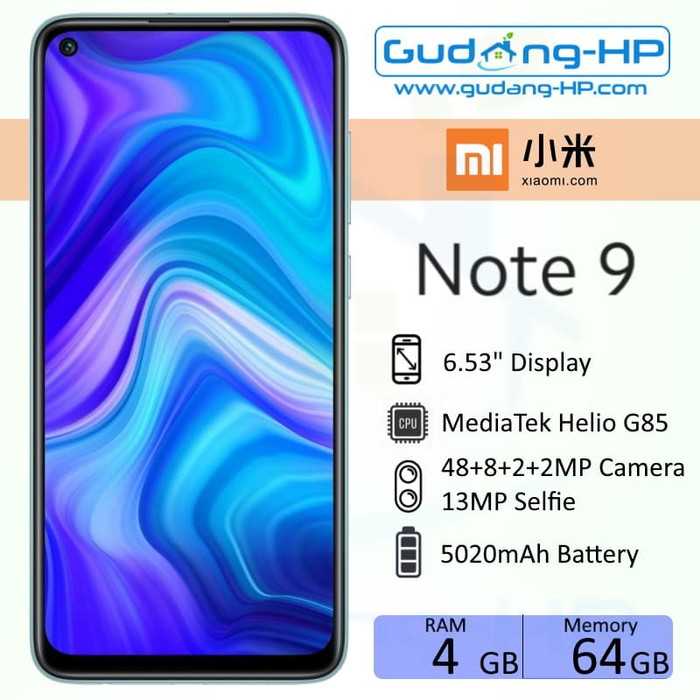 Gudang-HP
www.gudang-HP.com
mi 小米
xiaomi.com
Note 9
6.53" Display
CPU MediaTek Helio G85
48+8+2+2MP Camera
13MP Selfie
5020mAh Battery
RAM Memory
4 GB 64GB